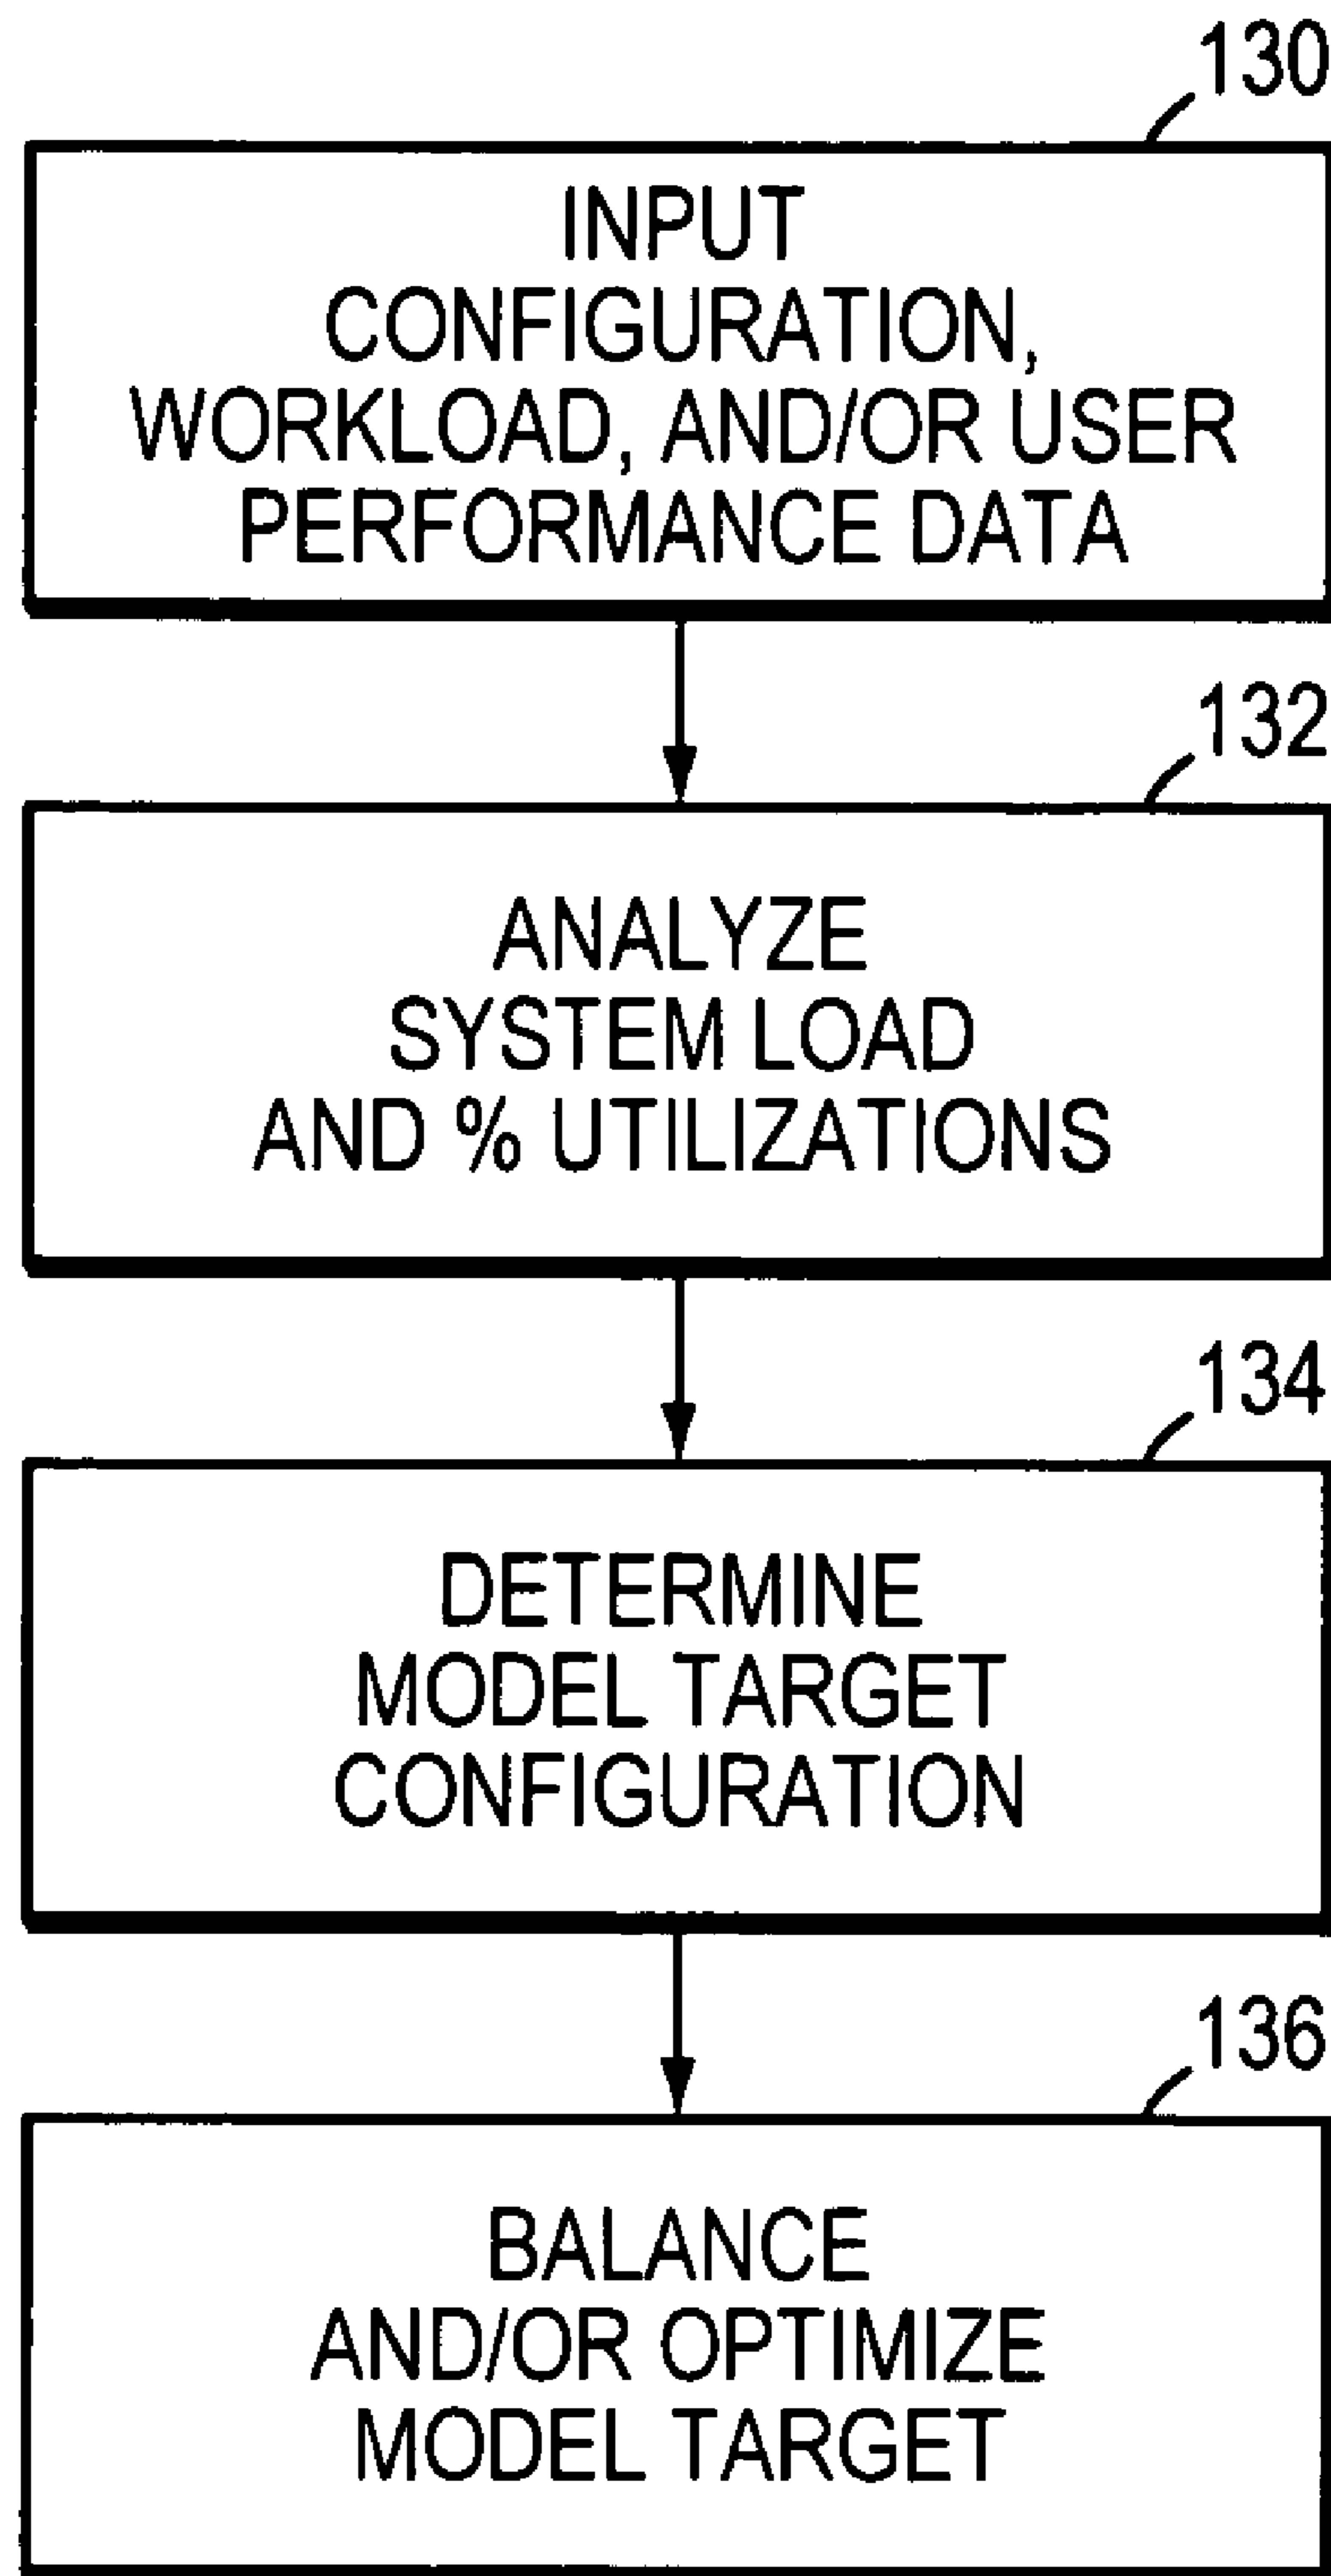 130
INPUT
CONFIGURATION,
WORKLOAD, AND/OR USER
PERFORMANCE DATA
132
ANALYZE
SYSTEM LOAD
AND % UTILIZATIONS
134
DETERMINE
MODEL TARGET
CONFIGURATION
136
BALANCE
AND/OR OPTIMIZE
MODEL TARGET